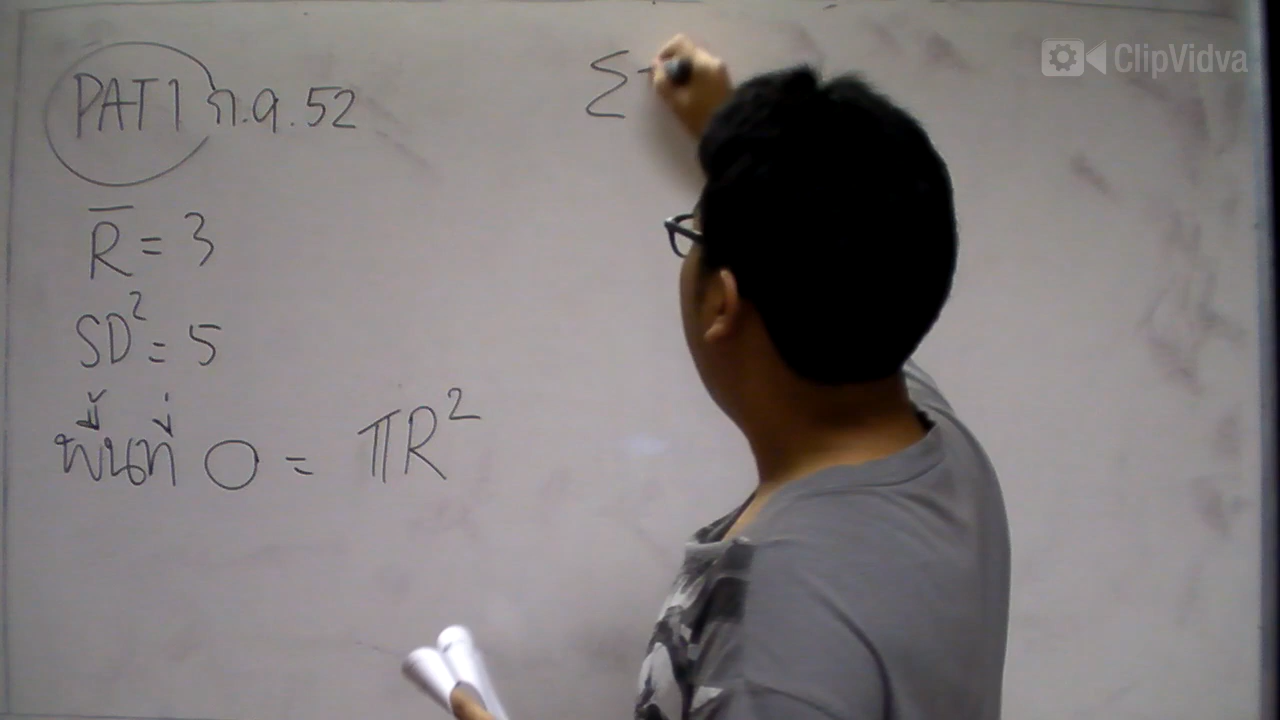 PAT1 ก.ค.52
R̅ = 3
SD² = 5
พื้นที่ ○ = πR²
Σ
ClipVidva